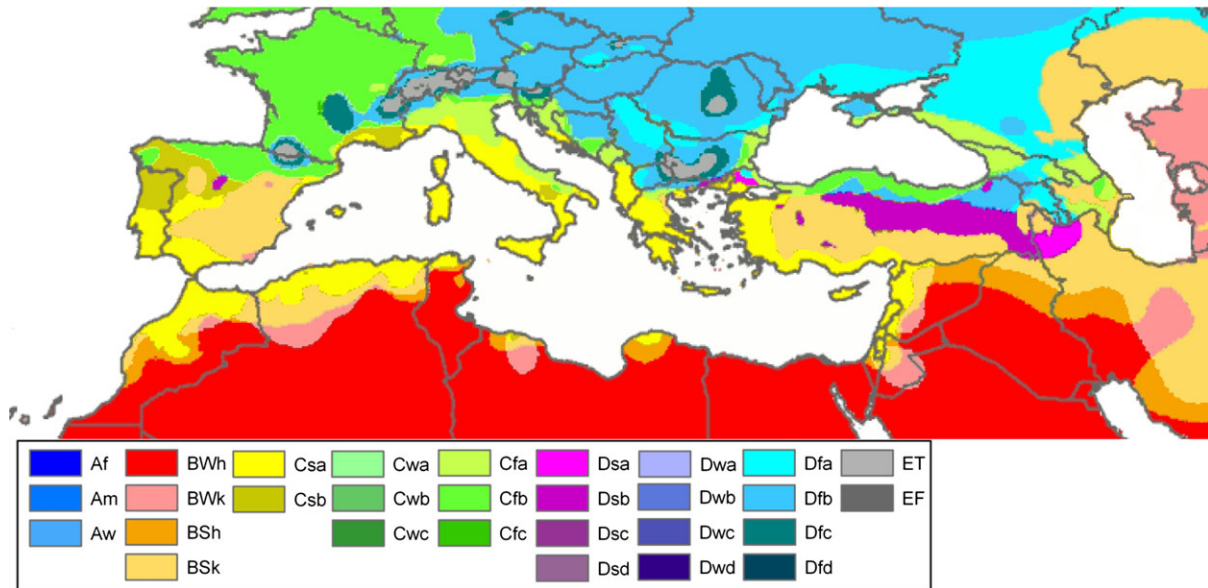 Af BWh Csa Cwa Cfa Dsa Dwa Dfa ET
Am BWk Csb Cwb Cfb Dsb Dwb Dfb EF
Aw BSh Cwc Cfc Dsc Dwc Dfc
BSk Dsd Dwd Dfd